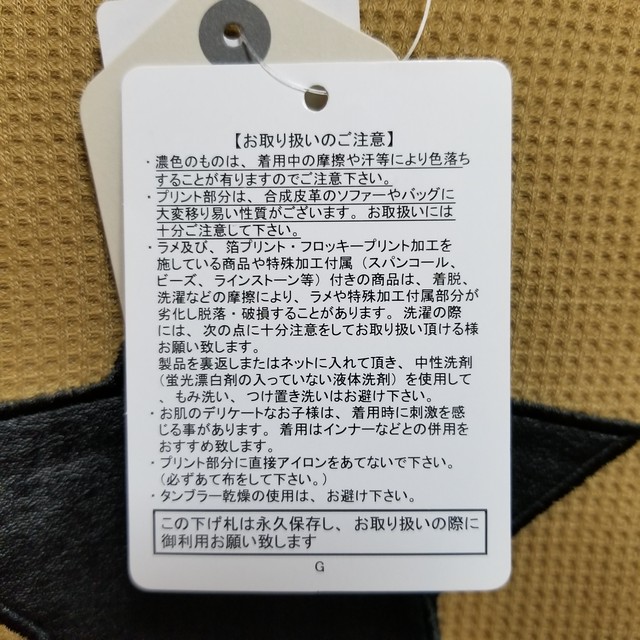 【お取り扱いのご注意】
・濃色のものは、着用中の摩擦や汗等により色落ち
することが有りますのでご注意下さい。
・プリント部分は、合成皮革のソファーやバッグに
大変移り易い性質がございます。お取扱いには
十分ご注意して下さい。
・ラメ及び、箔プリント・フロッキープリント加工を
施している商品や特殊加工付属（スパンコール、
ビーズ、ラインストーン等）付きの商品は、着脱、
洗濯などの摩擦により、ラメや特殊加工付属部分が
劣化し脱落・破損することがあります。洗濯の際
には、次の点に十分注意をしてお取り扱い頂ける様
お願い致します。
製品を裏返しまたはネットに入れて頂き、中性洗剤
（蛍光漂白剤の入っていない液体洗剤）を使用して
、もみ洗い、つけ置き洗いはお避け下さい。
・お肌のデリケートなお子様は、着用時に刺激を感
じる事があります。着用はインナーなどとの併用を
おすすめ致します。
・プリント部分に直接アイロンをあてないで下さい。
（必ずあて布をして下さい。）
・タンブラー乾燥の使用は、お避け下さい。
この下げ札は永久保存し、お取り扱いの際に
御利用お願い致します
G